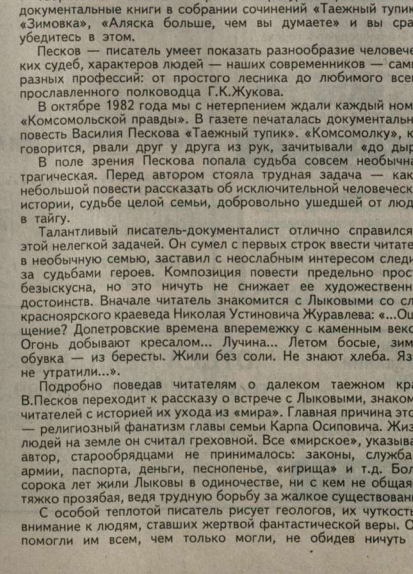 документальные книги в собрании сочинений «Таежный тупик»
«Зимовка», «Аляска больше, чем вы думаете» и вы сра
убедитесь в этом.
Песков — писатель умеет показать разнообразие человече
ких судеб, характеров людей — наших современников — сам
разных профессий: от простого лесника до любимого все
прославленного полководца Г.К.Жукова.
В октябре 1982 года мы с нетерпением ждали каждый ном
«Комсомольской правды». В газете печаталась документальн
повесть Василия Пескова «Таежный тупик». «Комсомолку», к
говорится, рвали друг у друга из рук, зачитывали «до дыр
В поле зрения Пескова попала судьба совсем необычна
трагическая. Перед автором стояла трудная задача — как
небольшой повести рассказать об исключительной человеческ
истории, судьбе целой семьи, добровольно ушедшей от люд
в тайгу.
Талантливый писатель-документалист отлично справился
этой нелегкой задачей. Он сумел с первых строк ввести читате
в необычную семью, заставил с неослабным интересом следи
за судьбами героев. Композиция повести предельно прос
безыскусна, но это ничуть не снижает ее художественн
достоинств. Вначале читатель знакомится с Лыковыми со сл
красноярского краеведа Николая Устиновича Журавлева: «...Ощ
щение? Допетровские времена вперемежку с каменным веко
Огонь добывают кресалом... Лучина... Летом босые, зим
обувка — из бересты. Жили без соли. Не знают хлеба. Яз
не утратили...».
Подробно поведав читателям о далеком таежном кра
В.Песков переходит к рассказу о встрече с Лыковыми, знаком
читателей с историей их ухода из «мира». Главная причина это
— религиозный фанатизм главы семьи Карпа Осиповича. Жиз
людей на земле он считал греховной. Все «мирское», указыва
автор, старообрядцами не принималось: законы, служба
армии, паспорта, деньги, песнопенье, «игрища» и т.д. Бол
сорока лет жили Лыковы в одиночестве, ни с кем не общая
тяжко прозябая, ведя трудную борьбу за жалкое существован
С особой теплотой писатель рисует геологов, их чуткость
внимание к людям, ставших жертвой фантастической веры. О
помогли им всем, чем только могли, не обидев ничуть